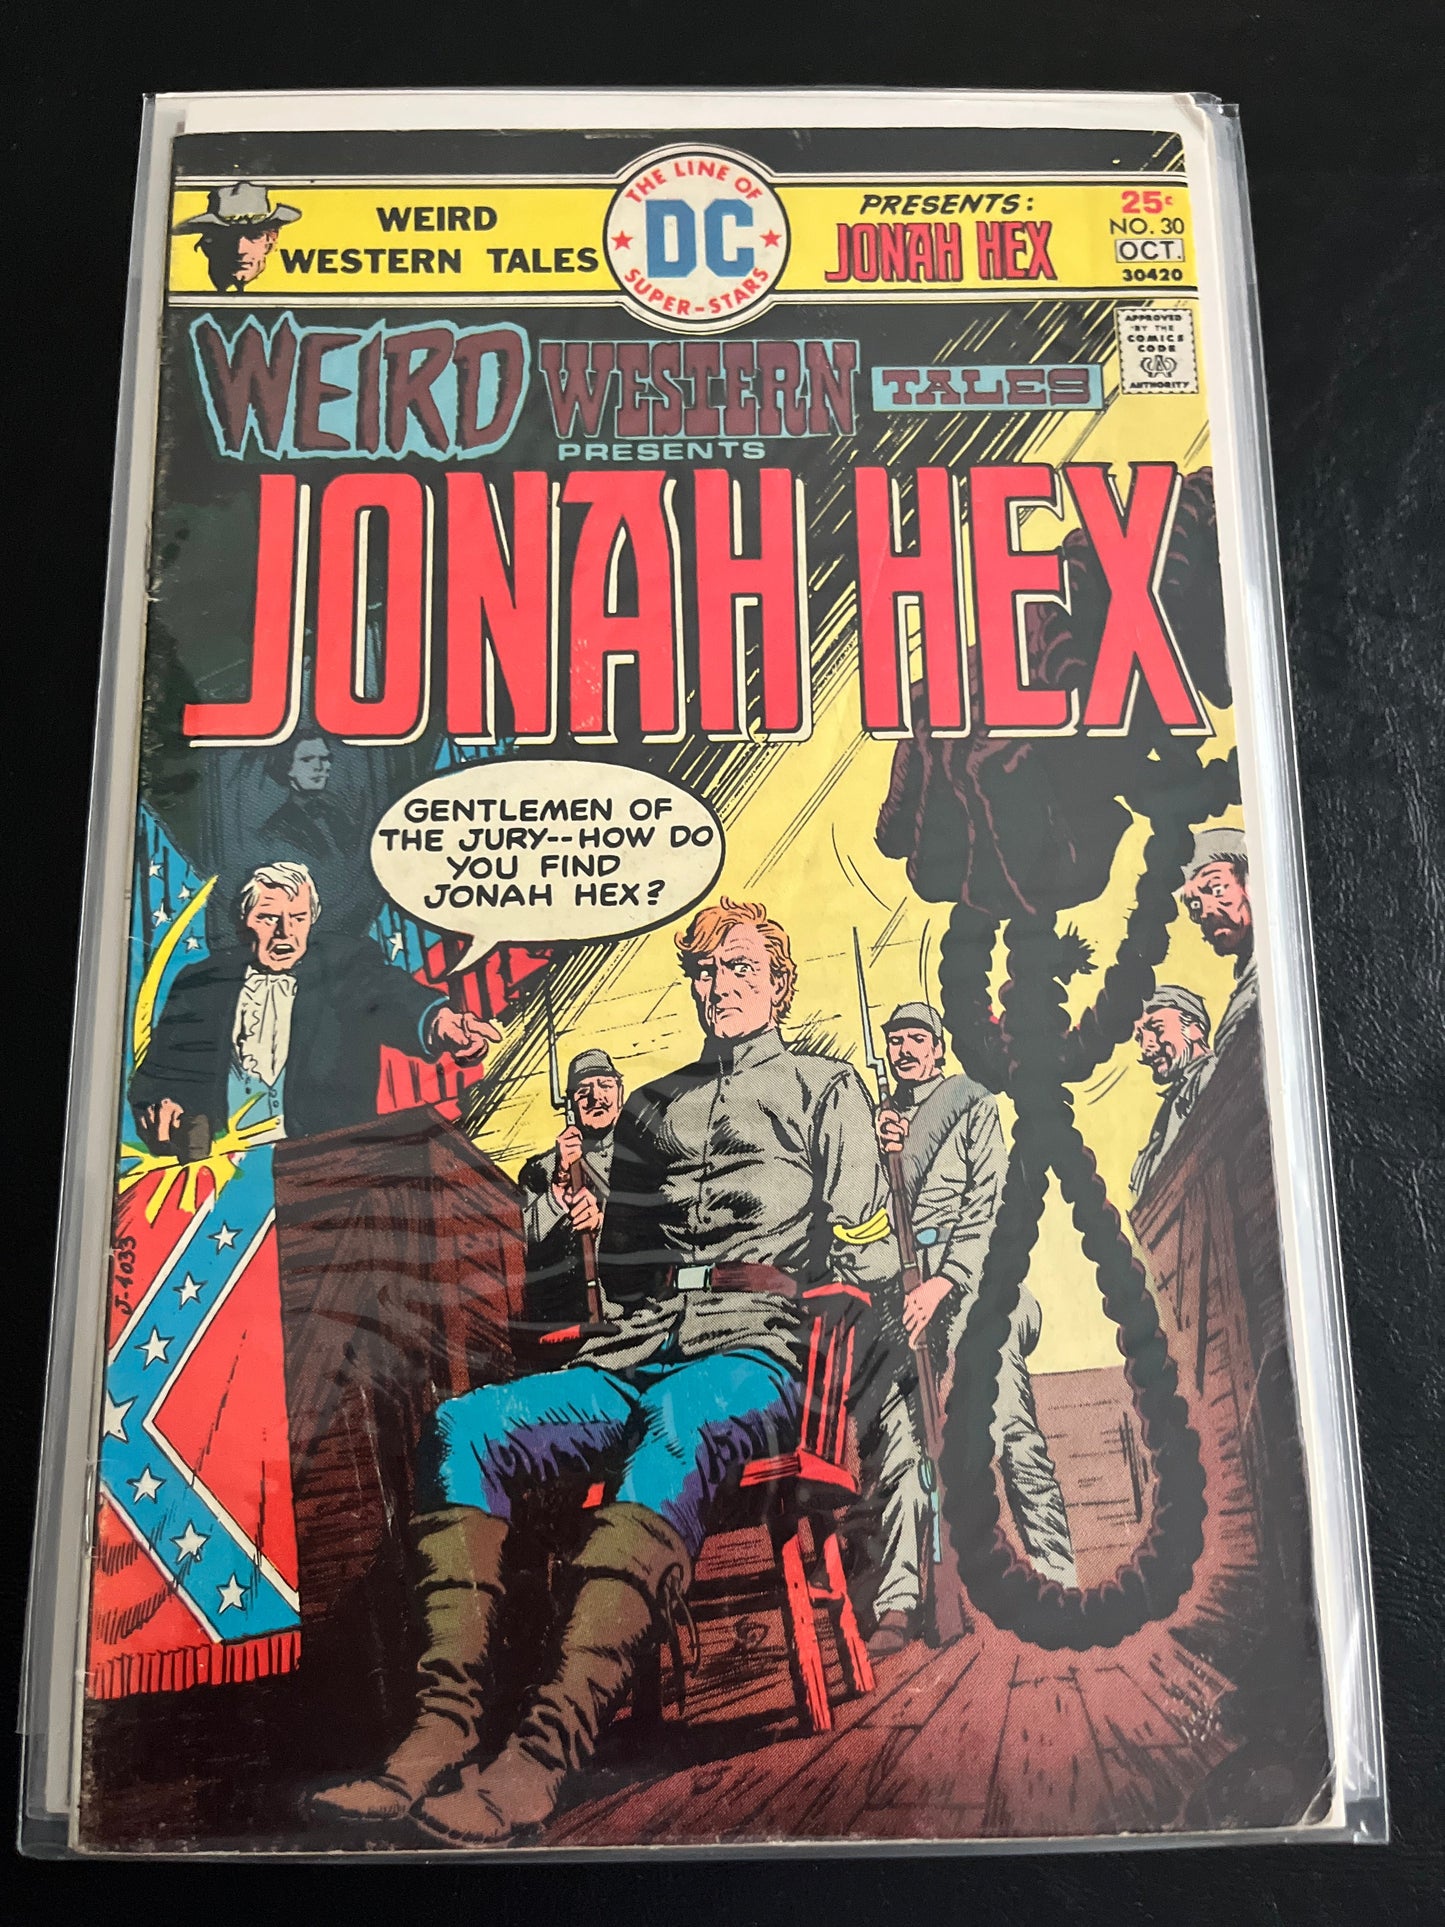 WEIRD
WESTERN TALES
THE LINE OF
DC
SUPER-STARS
PRESENTS:
JONAH HEX
25¢
NO. 30
OCT.
30420
APPROVED
BY THE
COMICS
CODE
AUTHORITY
WEIRD WESTERN TALES
PRESENTS
JONAH HEX
GENTLEMEN OF
THE JURY--HOW DO
YOU FIND
JONAH HEX?
J-4033